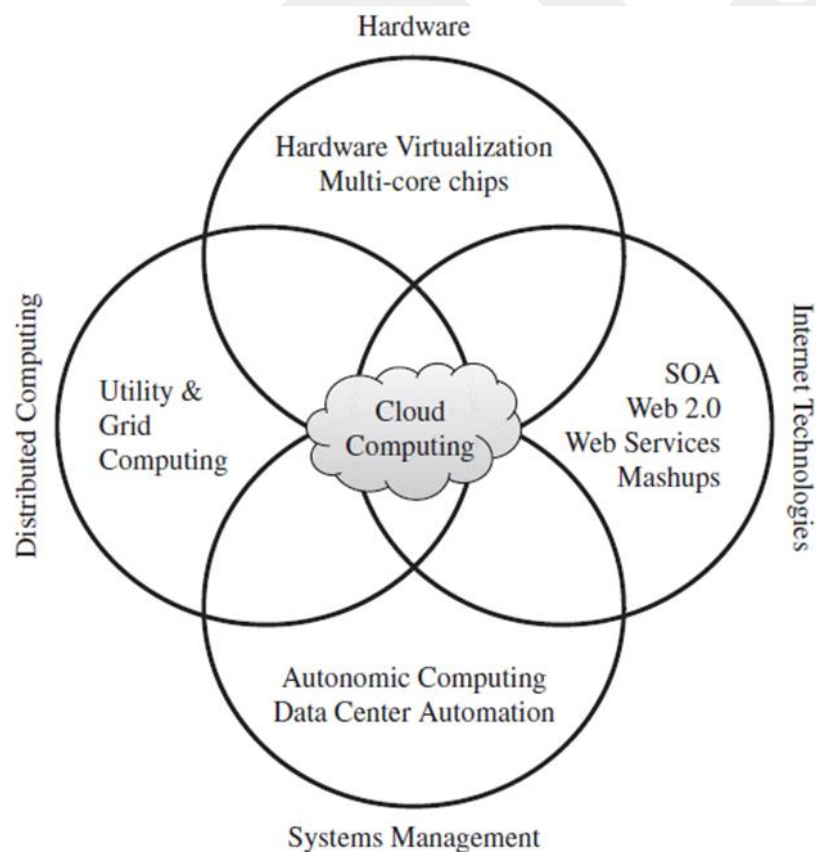 Hardware
Hardware Virtualization
Multi-core chips
Distributed Computing
Utility &
Grid
Computing
Cloud
Computing
SOA
Web 2.0
Web Services
Mashups
Internet Technologies
Autonomic Computing
Data Center Automation
Systems Management